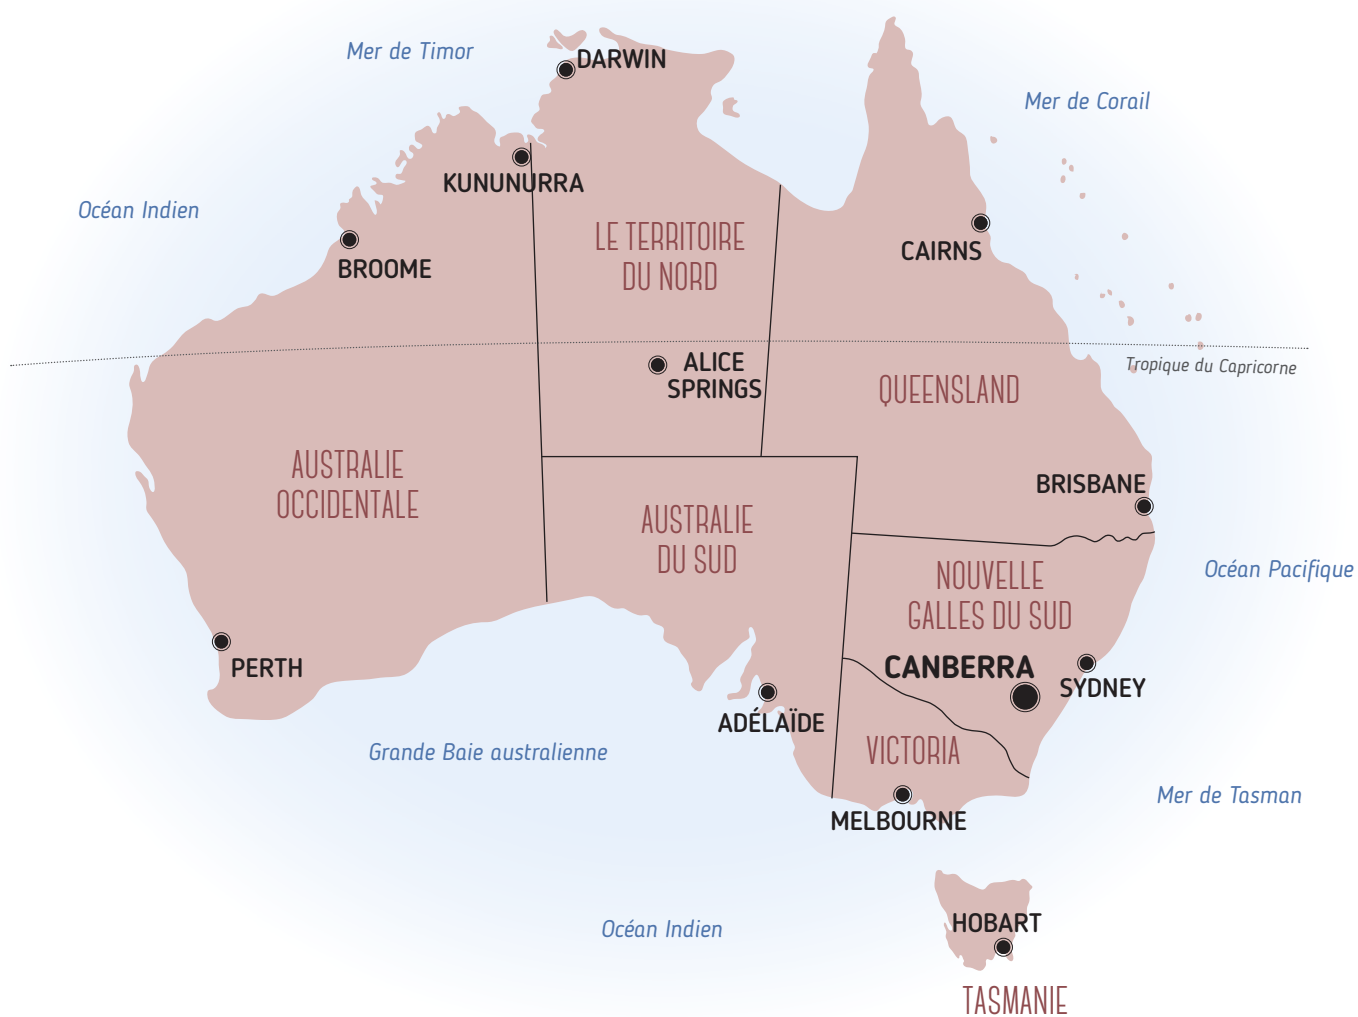 Mer de Timor
DARWIN
Mer de Corail
KUNUNURRA
Océan Indien
LE TERRITOIRE
DU NORD
CAIRNS
BROOME
ALICE
SPRINGS
Tropique du Capricorne
QUEENSLAND
AUSTRALIE
OCCIDENTALE
BRISBANE
AUSTRALIE
DU SUD
Océan Pacifique
NOUVELLE
GALLES DU SUD
CANBERRA
PERTH
SYDNEY
ADÉLAÏDE
Grande Baie australienne
VICTORIA
Mer de Tasman
MELBOURNE
HOBART
Océan Indien
TASMANIE